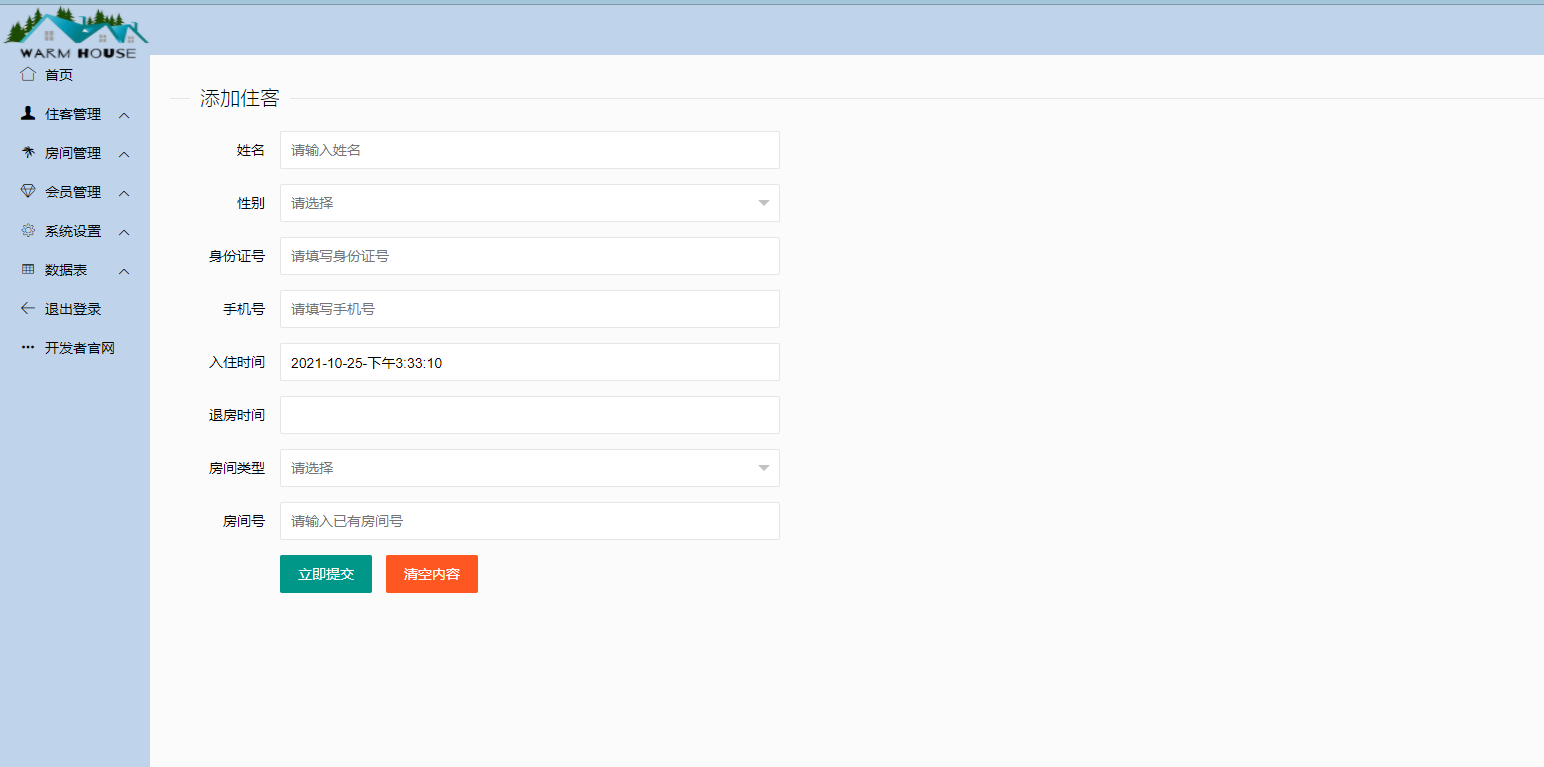 WARM HOUSE
首页
住客管理
房间管理
会员管理
系统设置
数据表
退出登录
开发者官网
添加住客
姓名 请输入姓名
性别 请选择
身份证号 请填写身份证号
手机号 请填写手机号
入住时间 2021-10-25-下午3:33:10
退房时间
房间类型 请选择
房间号 请输入已有房间号
立即提交 清空内容